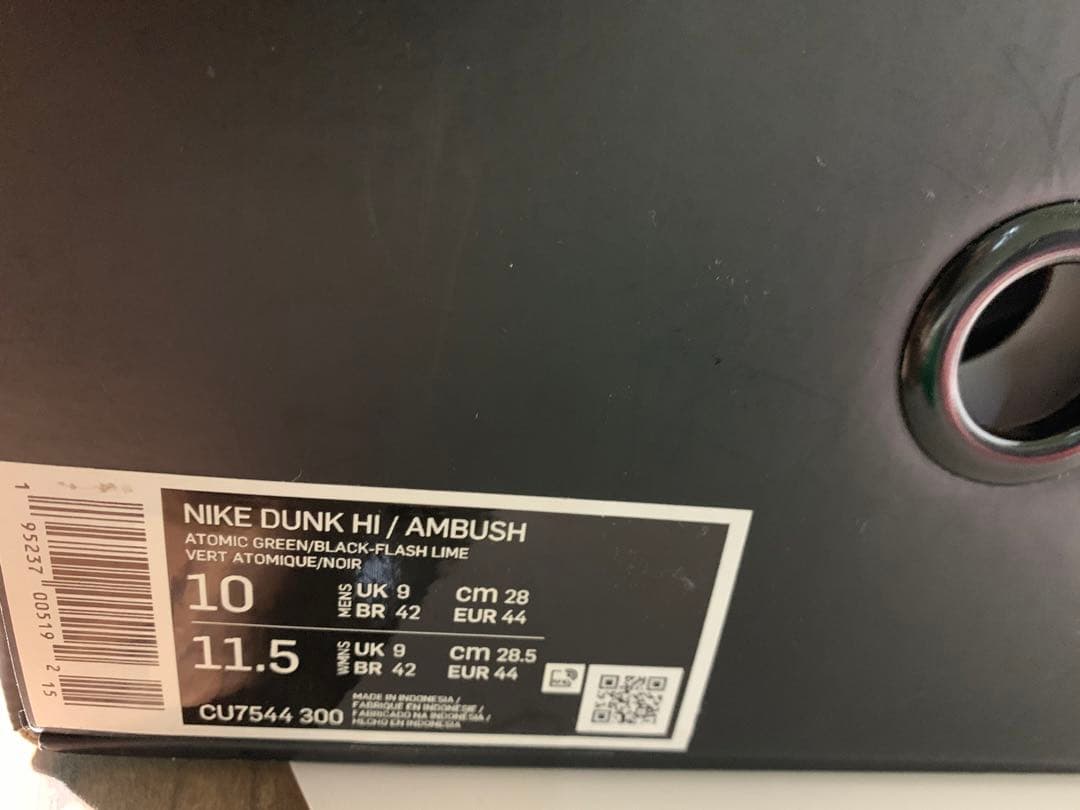 1 95237 00519 2 15
NIKE DUNK HI / AMBUSH
ATOMIC GREEN/BLACK-FLASH LIME
VERT ATOMIQUE/NOIR
10 MENS UK 9 cm 28
BR 42 EUR 44
11.5 WMNS UK 9 cm 28.5
BR 42 EUR 44
CU7544 300
MADE IN INDONESIA /
FABRIQUE EN INDONESIE /
FABRICADO NA INDONESIA /
HECHO EN INDONESIA